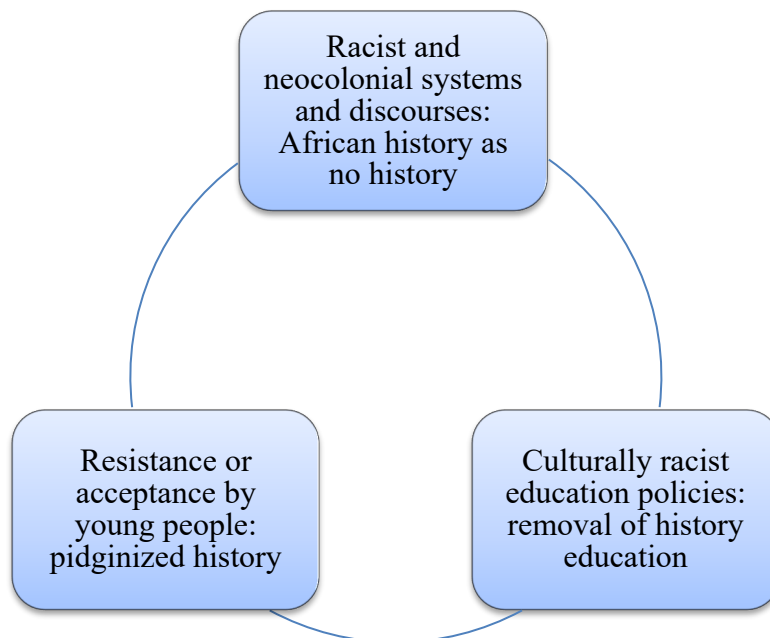 Racist and
neocolonial systems
and discourses:
African history as
no history
Resistance or
acceptance by
young people:
pidginized history
Culturally racist
education policies:
removal of history
education